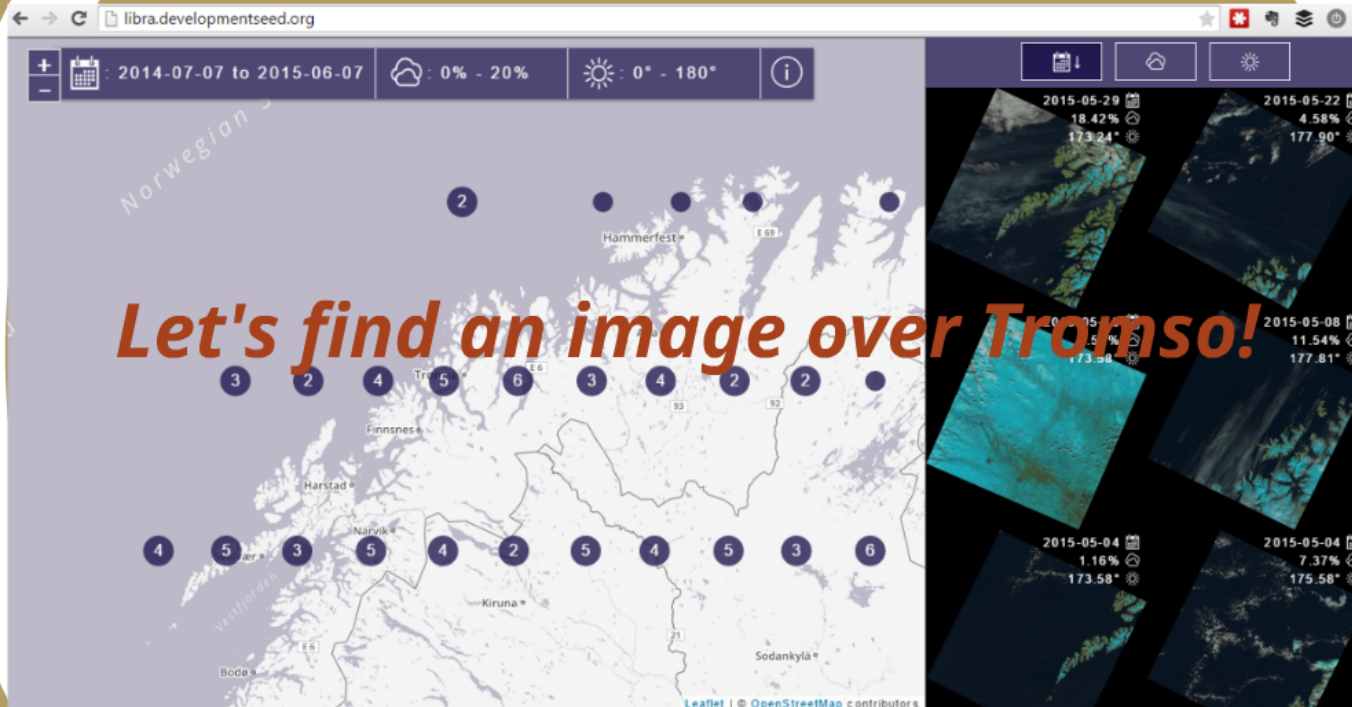 libra.developmentseed.org
+
−
: 2014-07-07 to 2015-06-07
: 0% - 20%
: 0° - 180°
i
Norwegian
2
Hammerfest
E 69
Let's find an image over Tromso!
E 6
3
2
4
5
6
3
4
2
2
93
92
Finnsnes
Harstad
Narvik
4
5
3
5
4
2
5
4
5
3
6
Vestfjorden
Kiruna
E 6
21
Sodankylä
Bodø
Leaflet | © OpenStreetMap contributors
2015-05-29
18.42%
173.24°
2015-05-22
4.58%
177.90°
173.58°
2015-05-08
11.54%
177.81°
2015-05-04
1.16%
173.58°
2015-05-04
7.37%
175.58°